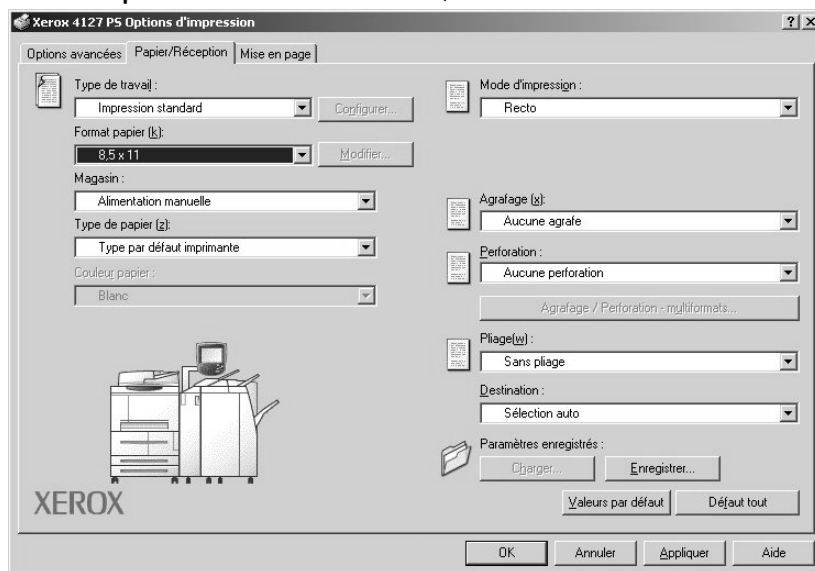 Xerox 4127 PS Options d'impression
Options avancées
Papier/Réception
Mise en page
Type de travail :
Impression standard
Configurer...
Format papier (k):
8,5 x 11
Modifier...
Magasin :
Alimentation manuelle
Type de papier (z):
Type par défaut imprimante
Couleur papier :
Blanc
XEROX
Mode d'impression :
Recto
Agrafage (x):
Aucune agrafe
Perforation :
Aucune perforation
Agrafage / Perforation - multiformats...
Pliage(w) :
Sans pliage
Destination :
Sélection auto
Paramètres enregistrés :
Charger...
Enregistrer...
Valeurs par défaut
Défaut tout
OK
Annuler
Appliquer
Aide